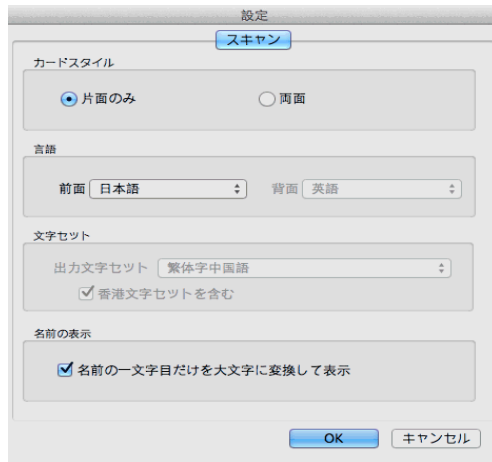 設定
スキャン
カードスタイル
片面のみ 両面
言語
前面 日本語 背面 英語
文字セット
出力文字セット 繁体字中国語
香港文字セットを含む
名前の表示
名前の一文字目だけを大文字に変換して表示
OK キャンセル